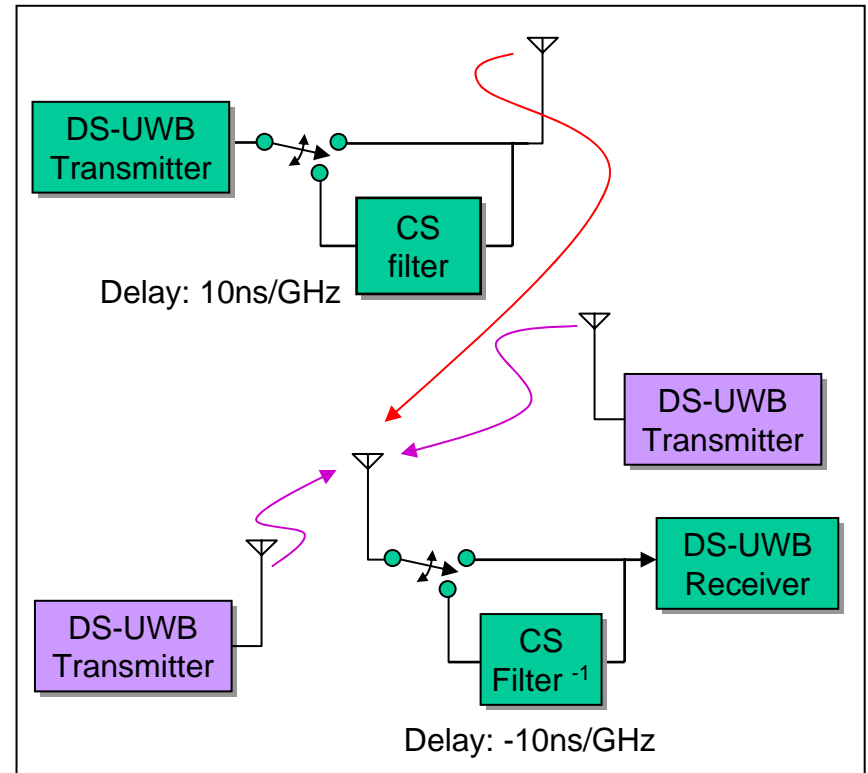 DS-UWB
Transmitter
CS
filter
Delay: 10ns/GHz
DS-UWB
Transmitter
DS-UWB
Receiver
DS-UWB
Transmitter
CS
Filter -1
Delay: -10ns/GHz